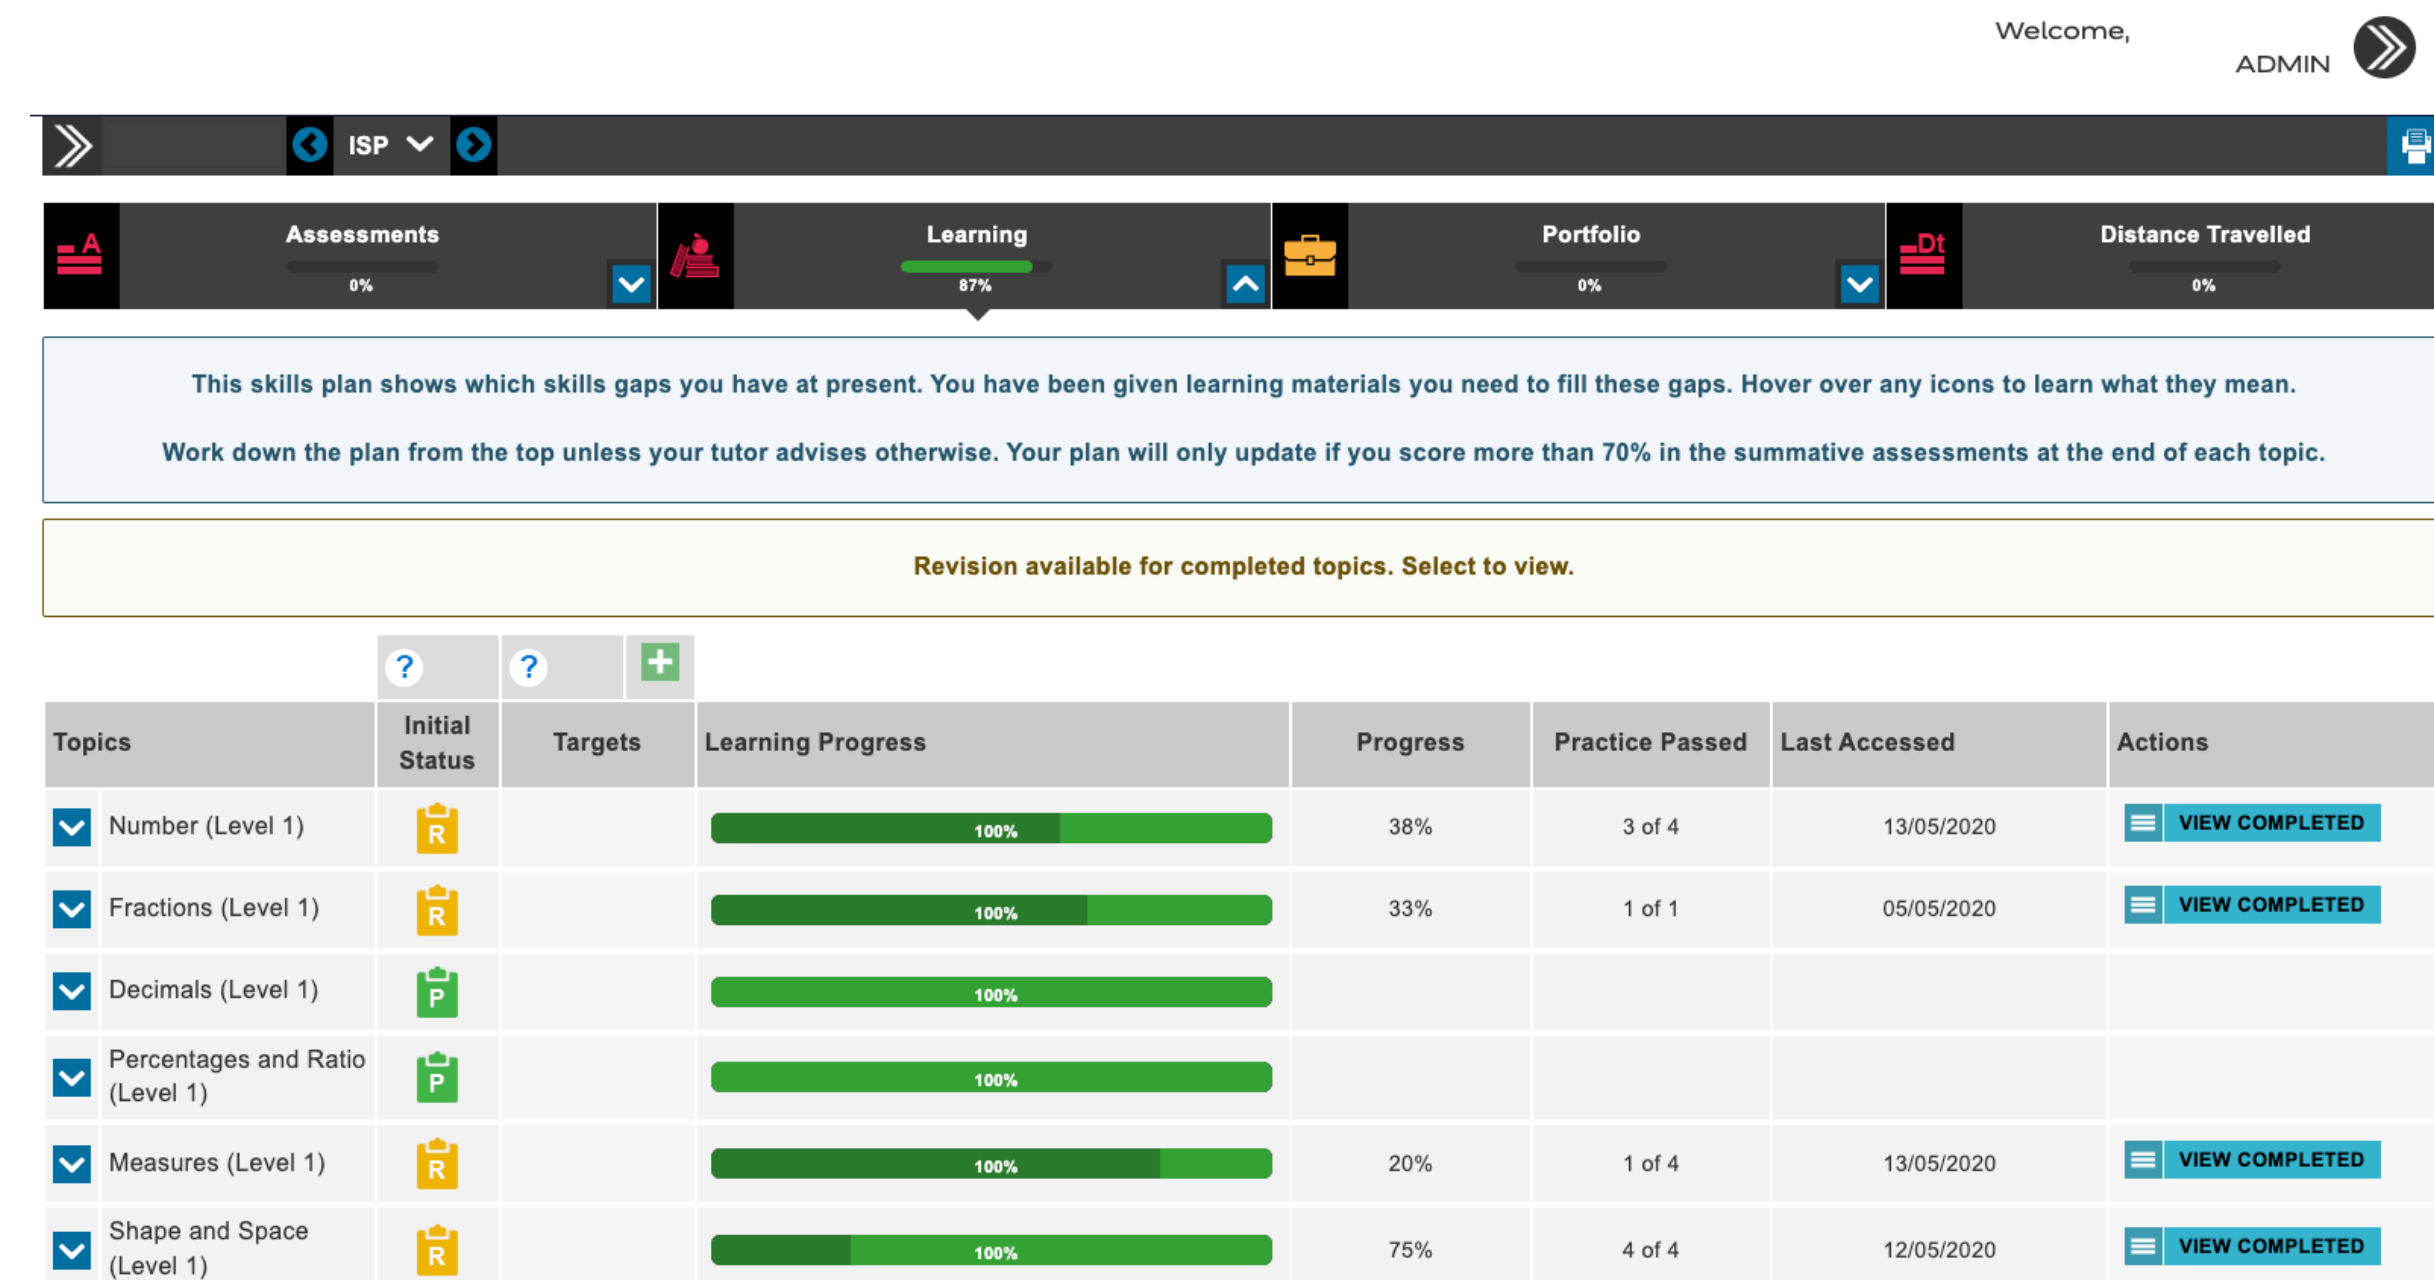 Welcome,
ADMIN
ISP
A Assessments
0%
Learning
87%
Portfolio
0%
Dt Distance Travelled
0%
This skills plan shows which skills gaps you have at present. You have been given learning materials you need to fill these gaps. Hover over any icons to learn what they mean.
Work down the plan from the top unless your tutor advises otherwise. Your plan will only update if you score more than 70% in the summative assessments at the end of each topic.
Revision available for completed topics. Select to view.
? ? +
Topics Initial Status Targets Learning Progress Progress Practice Passed Last Accessed Actions
Number (Level 1) R 100% 38% 3 of 4 13/05/2020 VIEW COMPLETED
Fractions (Level 1) R 100% 33% 1 of 1 05/05/2020 VIEW COMPLETED
Decimals (Level 1) P 100%
Percentages and Ratio (Level 1) P 100%
Measures (Level 1) R 100% 20% 1 of 4 13/05/2020 VIEW COMPLETED
Shape and Space (Level 1) R 100% 75% 4 of 4 12/05/2020 VIEW COMPLETED